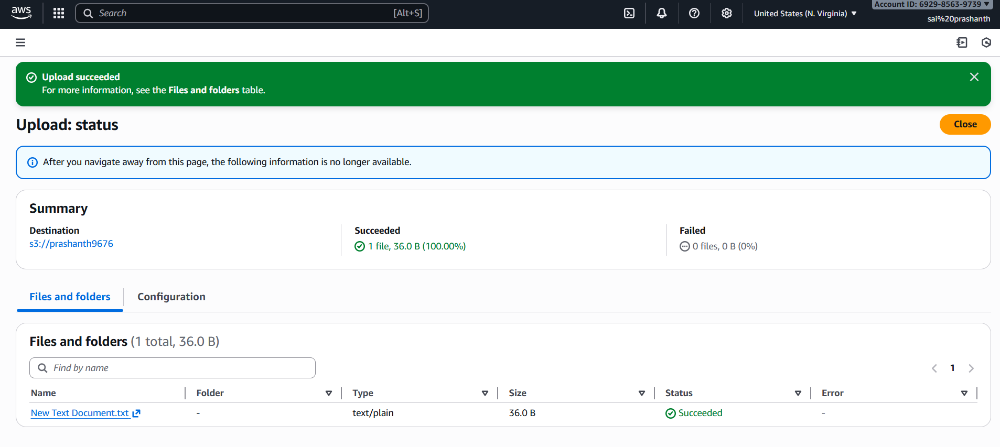 aws
Search [Alt+S]
United States (N. Virginia)
Account ID: 6929-8563-9739
sai%20prashanth
Upload succeeded
For more information, see the Files and folders table.
Upload: status
Close
After you navigate away from this page, the following information is no longer available.
Summary
Destination
s3://prashanth9676
Succeeded
1 file, 36.0 B (100.00%)
Failed
0 files, 0 B (0%)
Files and folders
Configuration
Files and folders (1 total, 36.0 B)
Find by name
1
Name Folder Type Size Status Error
New Text Document.txt - text/plain 36.0 B Succeeded -